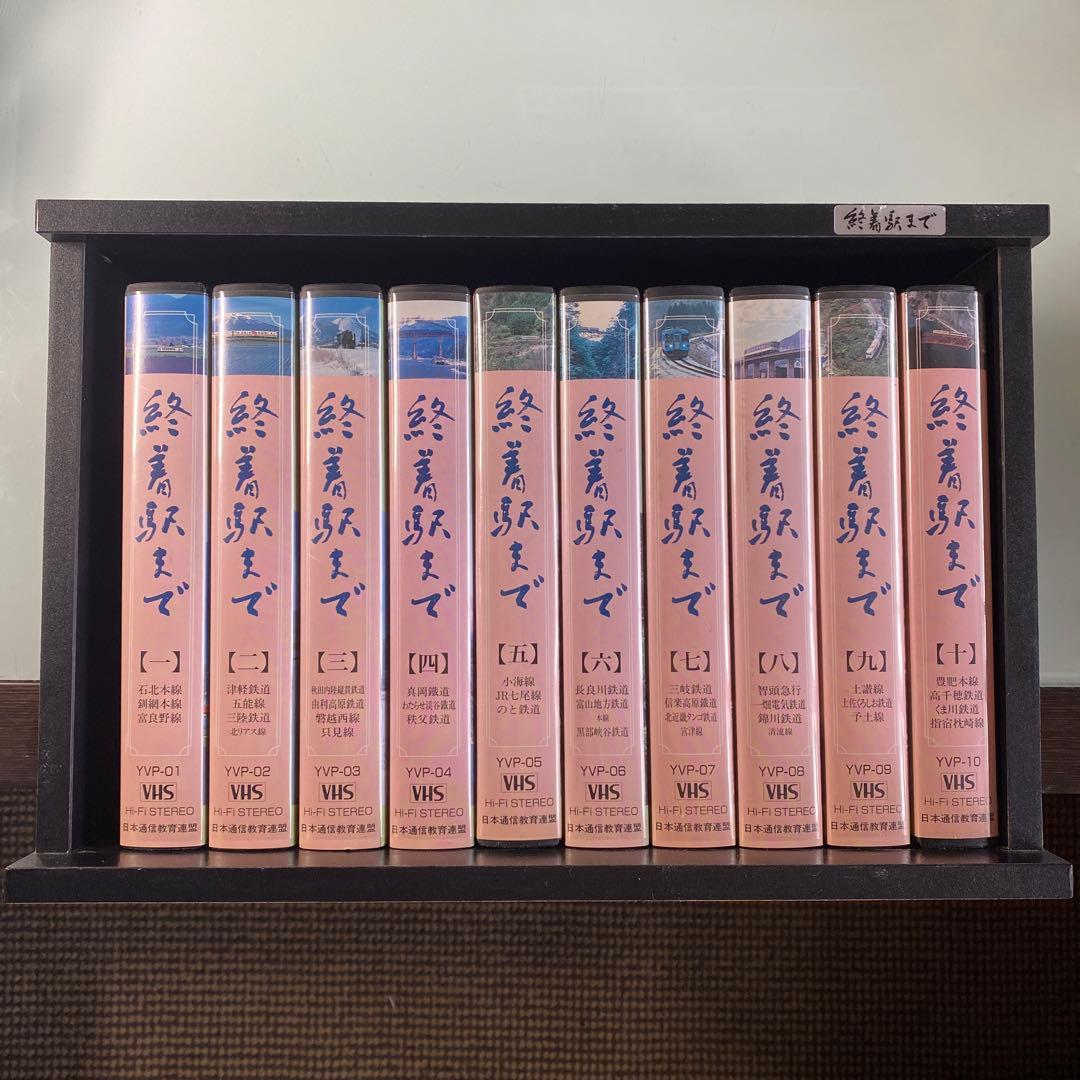 終着駅まで
終着駅まで
【一】
石北本線
釧網本線
富良野線
YVP-01
VHS
Hi-Fi STEREO
日本通信教育連盟
終着駅まで
【二】
津軽鉄道
五能線
三陸鉄道
北リアス線
YVP-02
VHS
Hi-Fi STEREO
日本通信教育連盟
終着駅まで
【三】
秋田内陸縦貫鉄道
由利高原鉄道
磐越西線
只見線
YVP-03
VHS
Hi-Fi STEREO
日本通信教育連盟
終着駅まで
【四】
真岡鐵道
わたらせ渓谷鐵道
秩父鉄道
YVP-04
VHS
Hi-Fi STEREO
日本通信教育連盟
終着駅まで
【五】
小海線
JR七尾線
のと鉄道
YVP-05
VHS
Hi-Fi STEREO
日本通信教育連盟
終着駅まで
【六】
長良川鉄道
富山地方鉄道
本線
黒部峡谷鉄道
YVP-06
VHS
Hi-Fi STEREO
日本通信教育連盟
終着駅まで
【七】
三岐鉄道
信楽高原鐵道
北近畿タンゴ鉄道
宮津線
YVP-07
VHS
Hi-Fi STEREO
日本通信教育連盟
終着駅まで
【八】
智頭急行
一畑電気鉄道
錦川鉄道
清流線
YVP-08
VHS
Hi-Fi STEREO
日本通信教育連盟
終着駅まで
【九】
土讃線
土佐くろしお鉄道
予土線
YVP-09
VHS
Hi-Fi STEREO
日本通信教育連盟
終着駅まで
【十】
豊肥本線
高千穂鉄道
くま川鉄道
指宿枕崎線
YVP-10
VHS
Hi-Fi STEREO
日本通信教育連盟